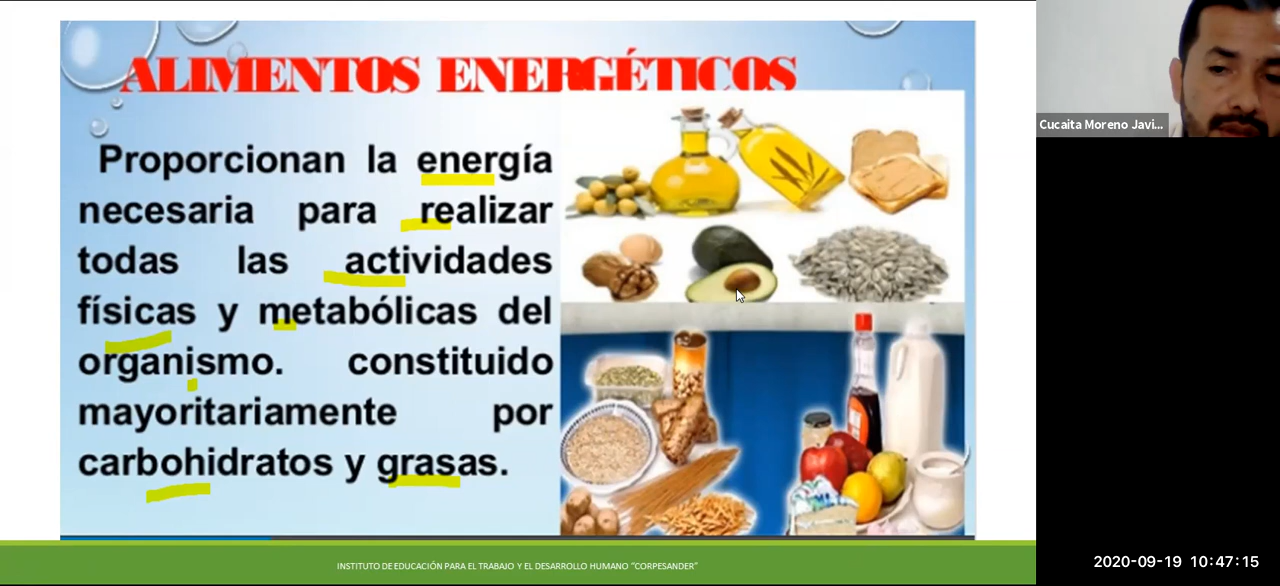 ALIMENTOS ENERGÉTICOS
Proporcionan la energía
necesaria para realizar
todas las actividades
físicas y metabólicas del
organismo. constituido
mayoritariamente por
carbohidratos y grasas.
INSTITUTO DE EDUCACIÓN PARA EL TRABAJO Y EL DESARROLLO HUMANO “CORPESANDER”
Cucaita Moreno Javi...
2020-09-19 10:47:15